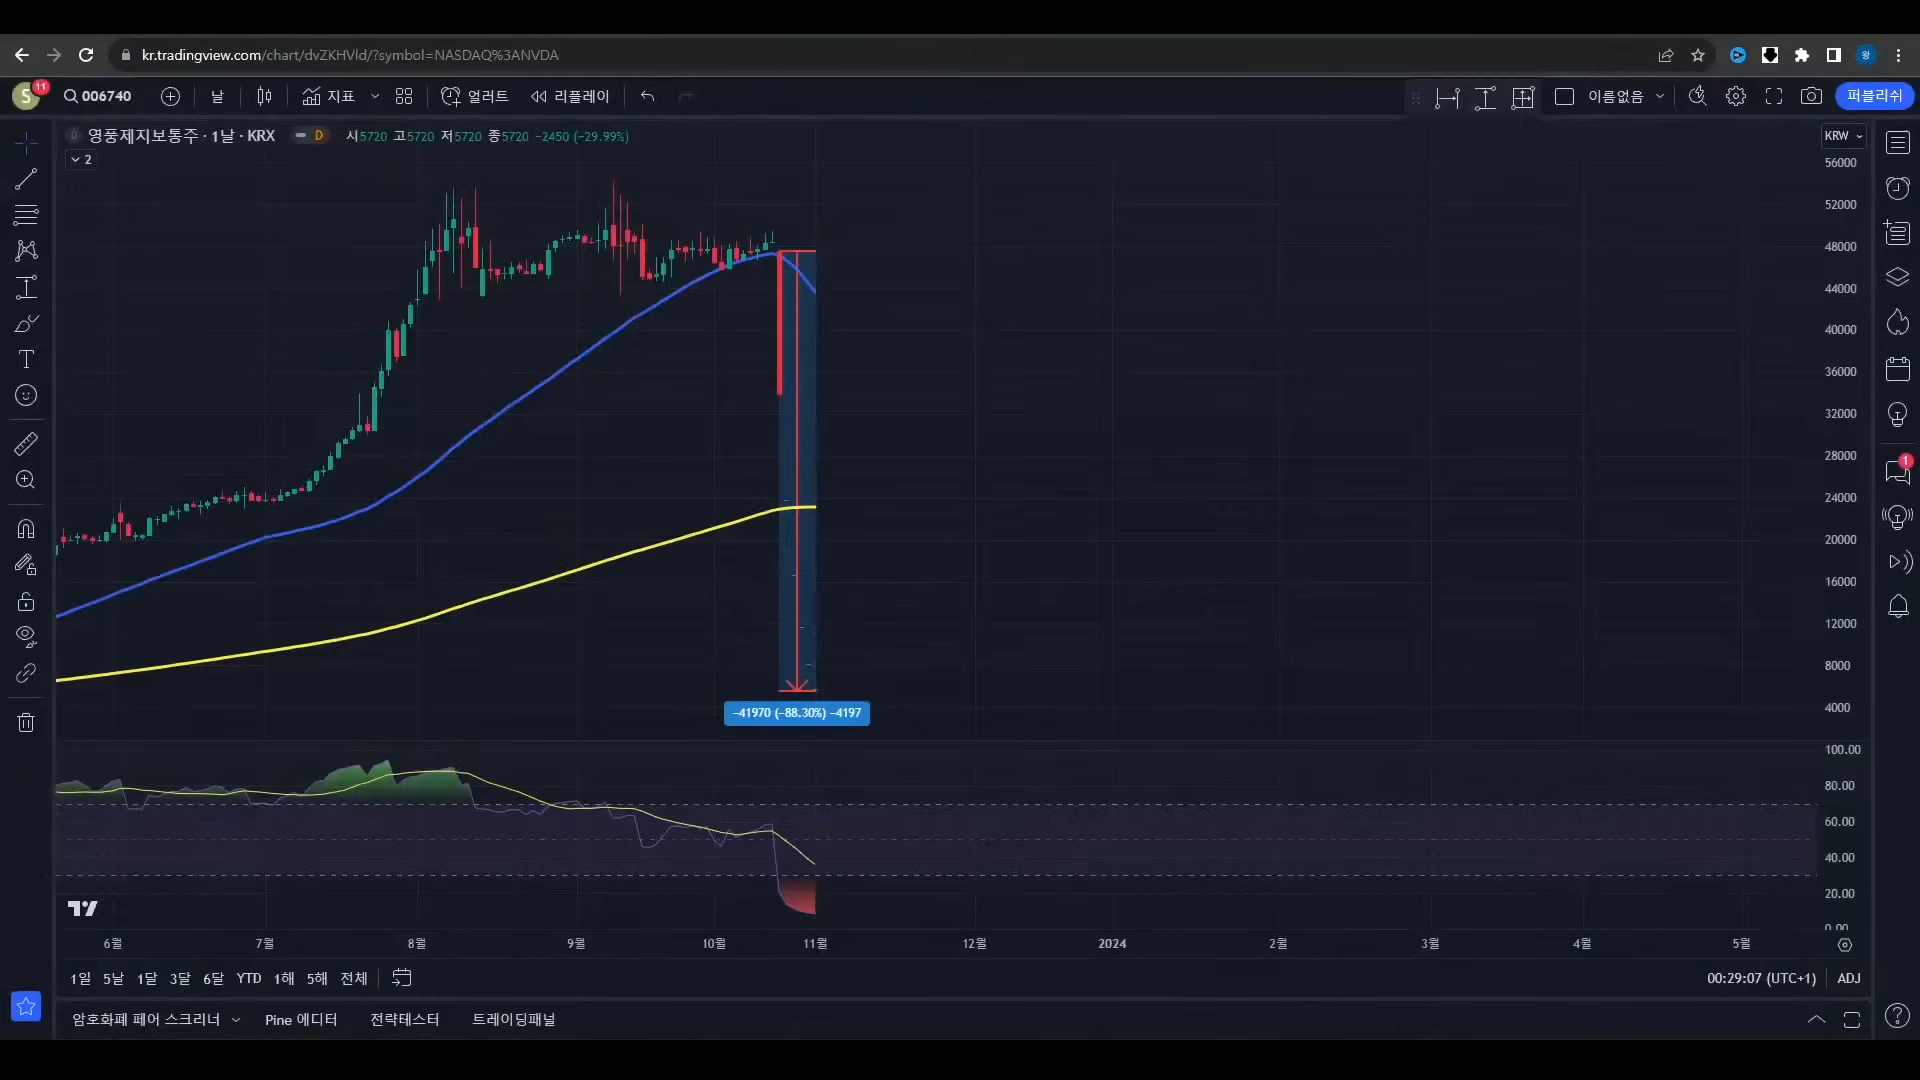 kr.tradingview.com/chart/dvZKHVld/?symbol=NASDAQ%3ANVDA
왕
S 11 006740 날 지표 얼러트 리플레이 이름없음 퍼블리쉬
D 영풍제지보통주 · 1날 · KRX D 시5720 고5720 저5720 종5720 −2450 (−29.99%)
KRW
2
56000
52000
48000
44000
40000
36000
32000
28000
24000
20000
16000
12000
8000
4000
1
−41970 (−88.30%) −4197
100.00
80.00
60.00
40.00
20.00
0.00
6월 7월 8월 9월 10월 11월 12월 2024 2월 3월 4월 5월
1일 5날 1달 3달 6달 YTD 1해 5해 전체 00:29:07 (UTC+1) ADJ
암호화폐 페어 스크리너 Pine 에디터 전략테스터 트레이딩패널